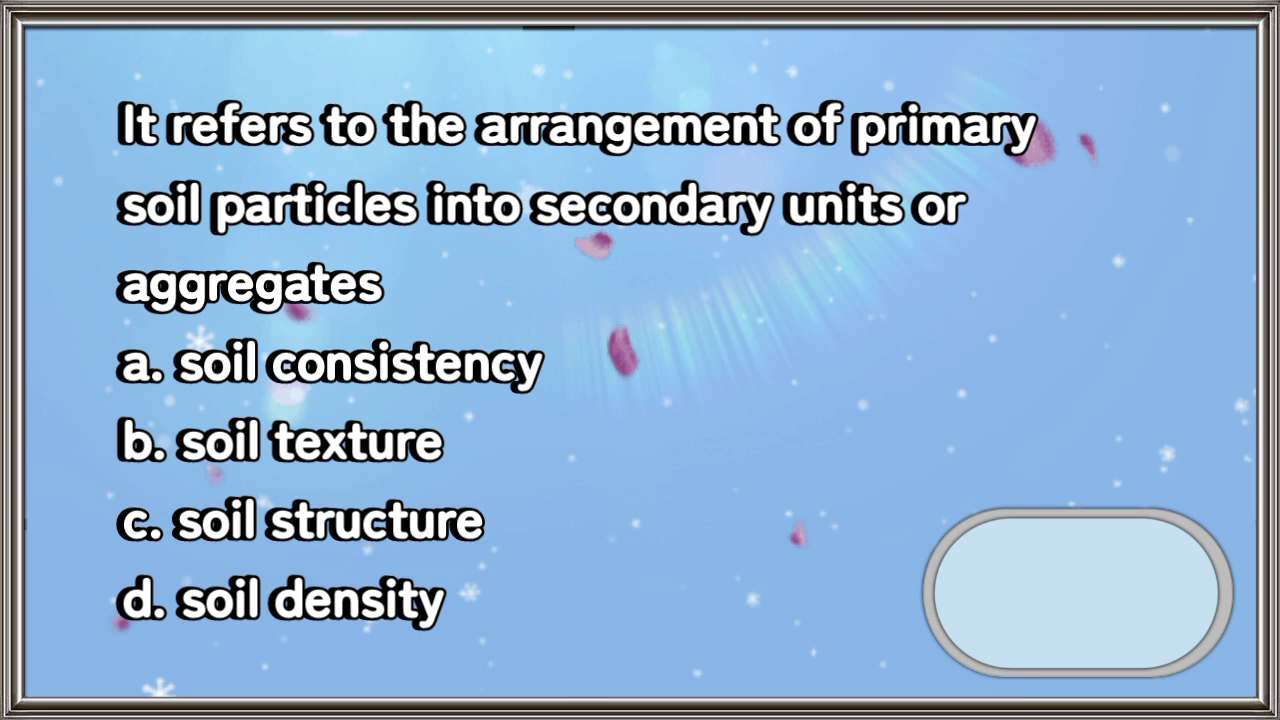 It refers to the arrangement of primary
soil particles into secondary units or
aggregates
a. soil consistency
b. soil texture
c. soil structure
d. soil density